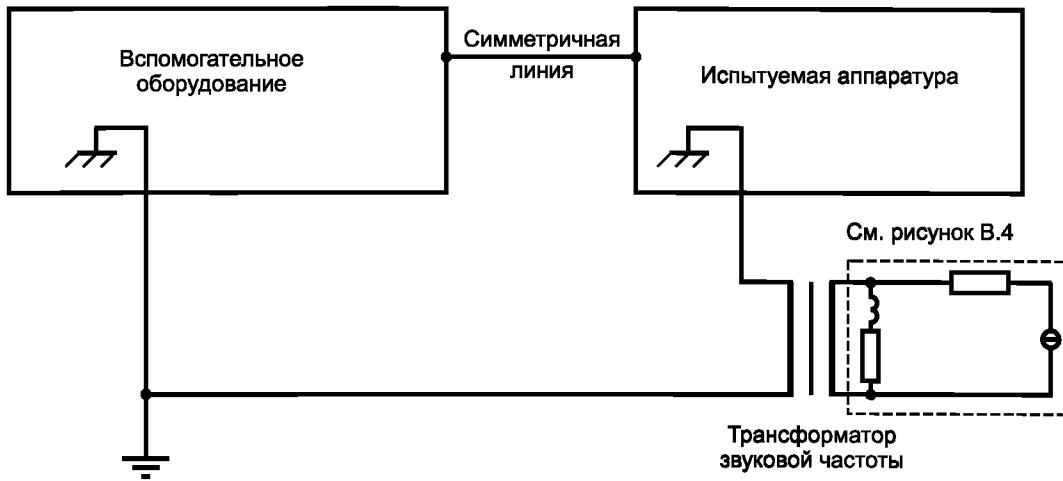 Вспомогательное
оборудование
Симметричная
линия
Испытуемая аппаратура
См. рисунок В.4
Трансформатор
звуковой частоты